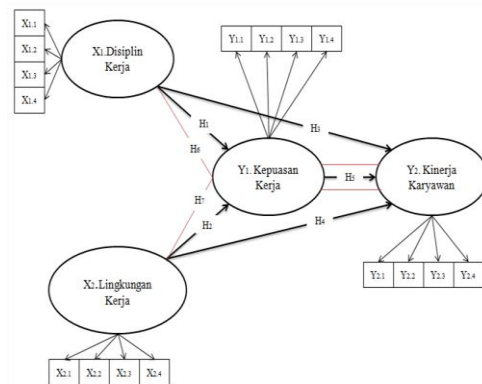 X1.1
X1.2
X1.3
X1.4
X1.Disiplin
Kerja
Y1.1 Y1.2 Y1.3 Y1.4
H1
H3
H6
Y1. Kepuasan
Kerja
H5
Y2. Kinerja
Karyawan
H7
H2
H4
X2.Lingkungan
Kerja
Y2.1 Y2.2 Y2.3 Y2.4
X2.1 X2.2 X2.3 X2.4